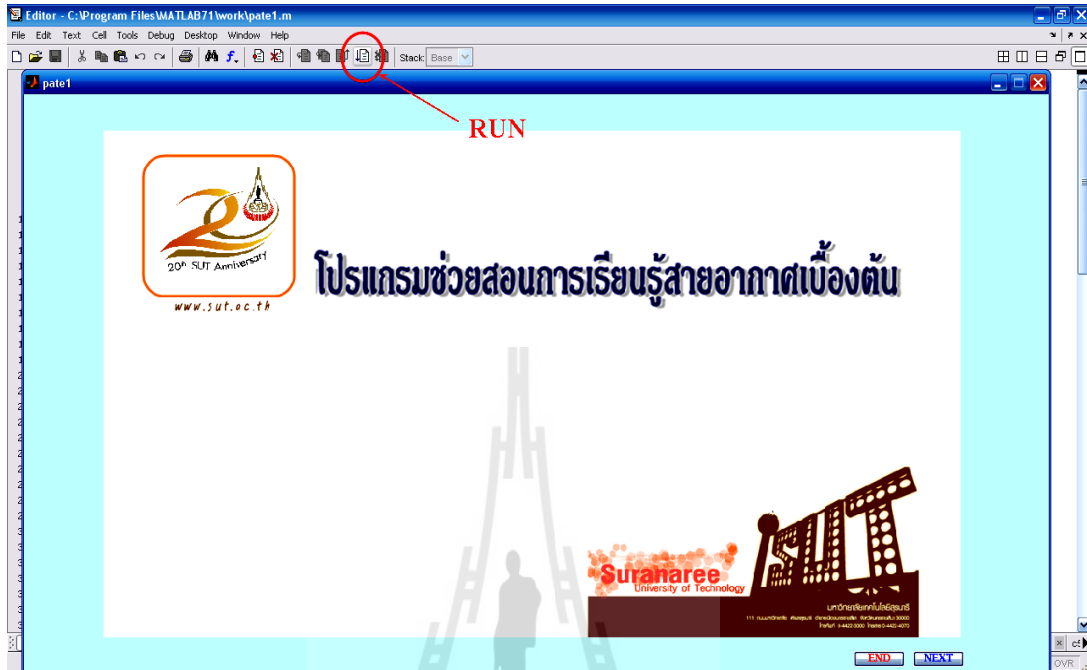 Editor - C:\Program Files\MATLAB71\work\pate1.m
File Edit Text Cell Tools Debug Desktop Window Help
Stack: Base
pate1
RUN
20th SUT Anniversary
www.sut.ac.th
โปรแกรมช่วยสอนการเรียนรู้สายอากาศเบื้องต้น
iSUT
Suranaree
University of Technology
มหาวิทยาลัยเทคโนโลยีสุรนารี
END NEXT
OVR